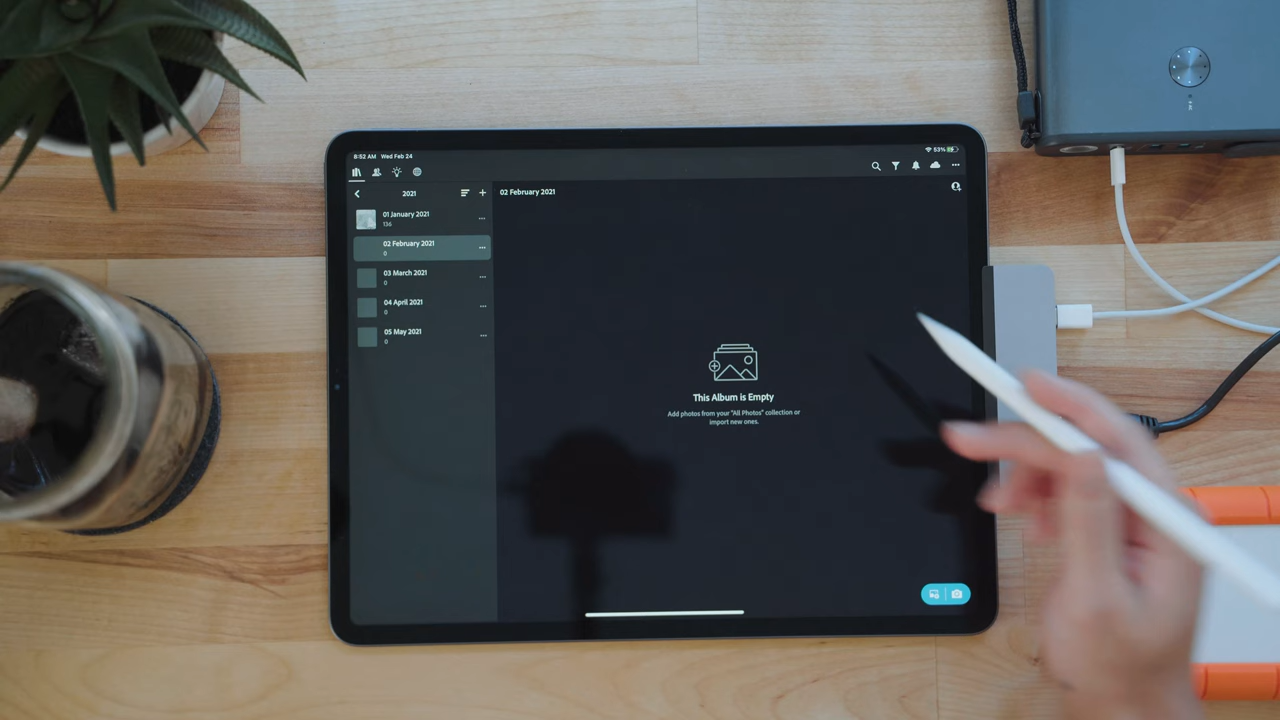 8:52 AM Wed Feb 24
53%
2021
02 February 2021
01 January 2021
136
02 February 2021
0
03 March 2021
0
04 April 2021
0
05 May 2021
0
This Album is Empty
Add photos from your "All Photos" collection or
import new ones.